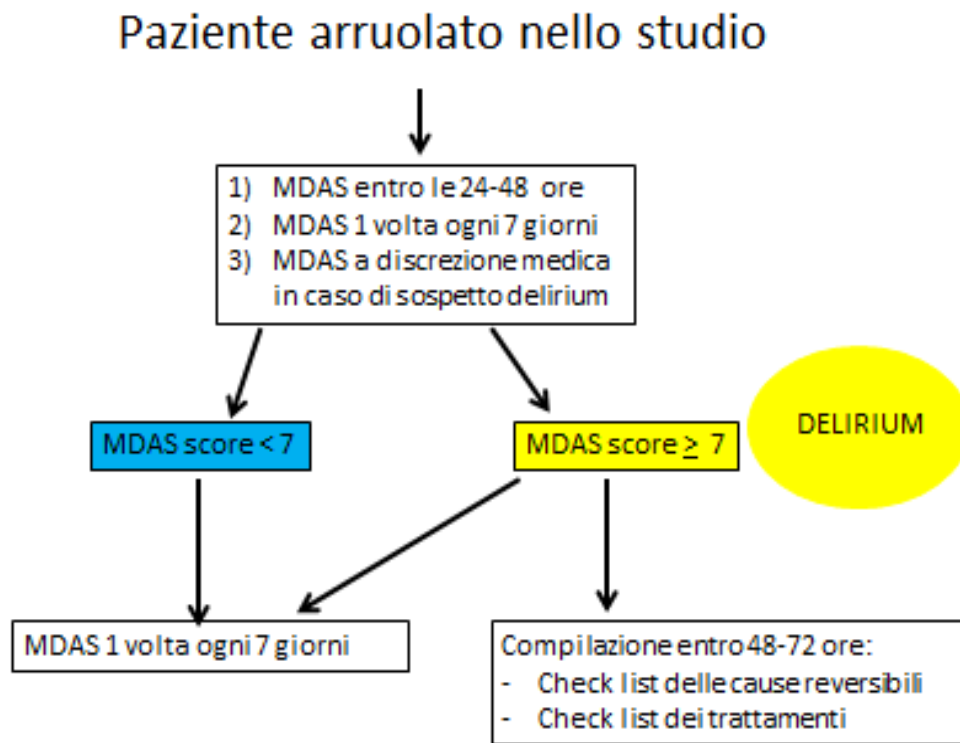 Paziente arruolato nello studio
1) MDAS entro le 24-48 ore
2) MDAS 1 volta ogni 7 giorni
3) MDAS a discrezione medica
in caso di sospetto delirium
DELIRIUM
MDAS score < 7
MDAS score ≥ 7
MDAS 1 volta ogni 7 giorni
Compilazione entro 48-72 ore:
- Check list delle cause reversibili
- Check list dei trattamenti